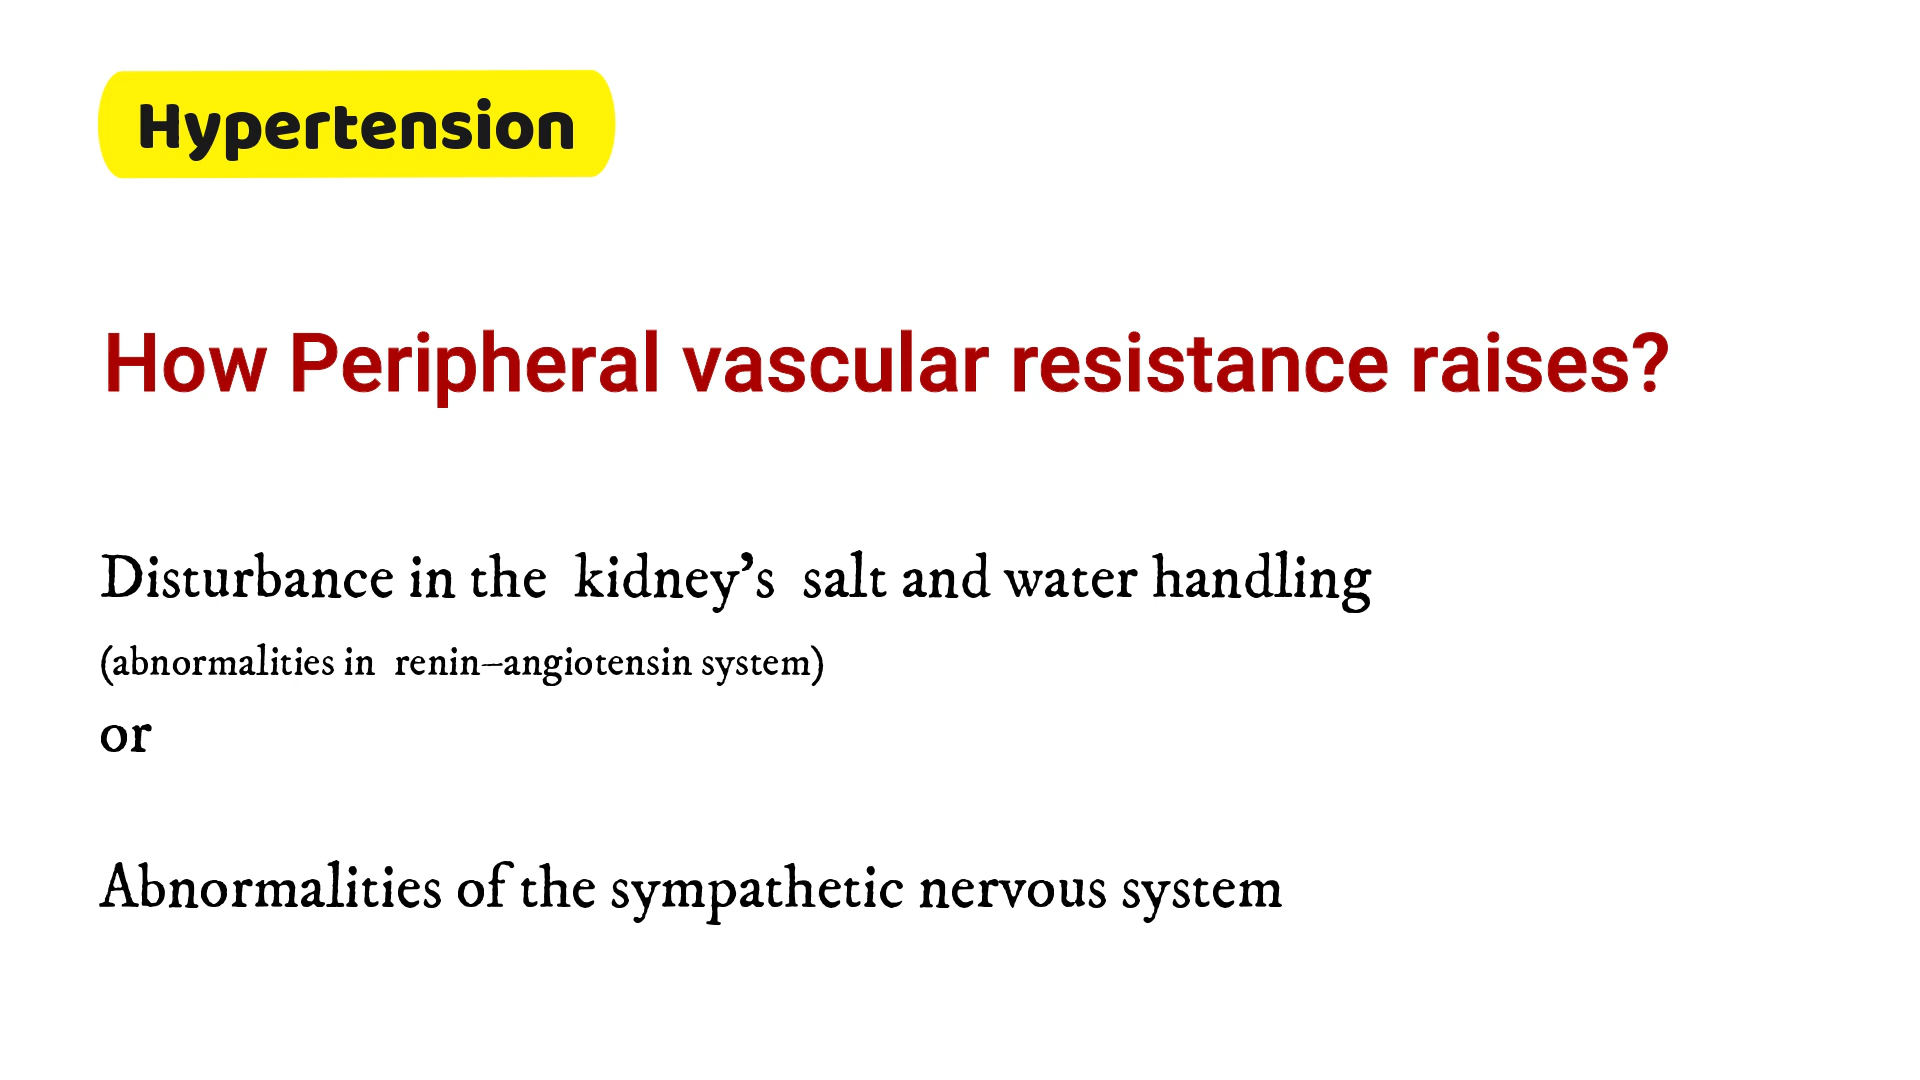 Hypertension
How Peripheral vascular resistance raises?
Disturbance in the kidney’s salt and water handling
(abnormalities in renin–angiotensin system)
or
Abnormalities of the sympathetic nervous system